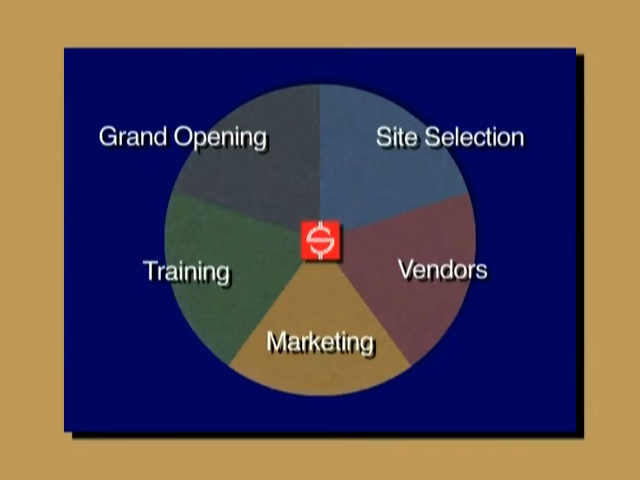 Grand Opening
Site Selection
Training
Vendors
Marketing